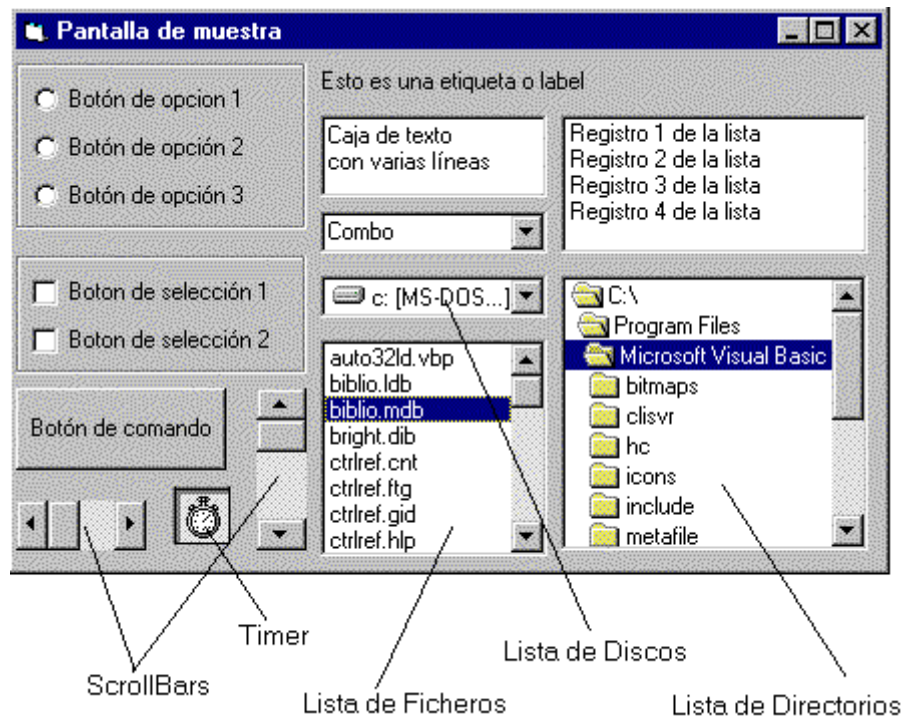 Pantalla de muestra
Botón de opcion 1
Botón de opción 2
Botón de opción 3
Esto es una etiqueta o label
Caja de texto
con varias líneas
Registro 1 de la lista
Registro 2 de la lista
Registro 3 de la lista
Registro 4 de la lista
Combo
Boton de selección 1
Boton de selección 2
c: [MS-DOS...]
C:\
Program Files
Microsoft Visual Basic
bitmaps
clisvr
hc
icons
include
metafile
auto32ld.vbp
biblio.ldb
biblio.mdb
bright.dib
ctrlref.cnt
ctrlref.ftg
ctrlref.gid
ctrlref.hlp
Botón de comando
Timer
Lista de Discos
ScrollBars
Lista de Ficheros
Lista de Directorios